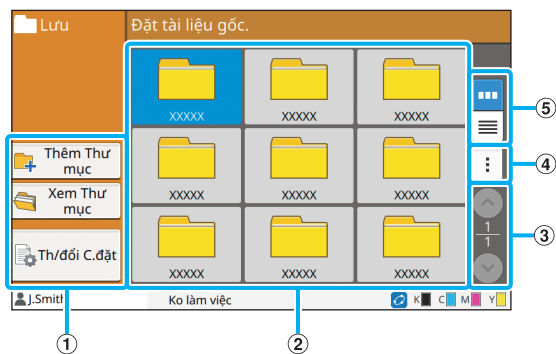 Lưu
Đặt tài liệu gốc.
XXXXX XXXXX XXXXX
Thêm Thư
mục
XXXXX XXXXX XXXXX
Xem Thư
mục
Th/đổi C.đặt
XXXXX XXXXX XXXXX
1
1
J.Smith
Ko làm việc
K C M Y
5
4
3
1
2